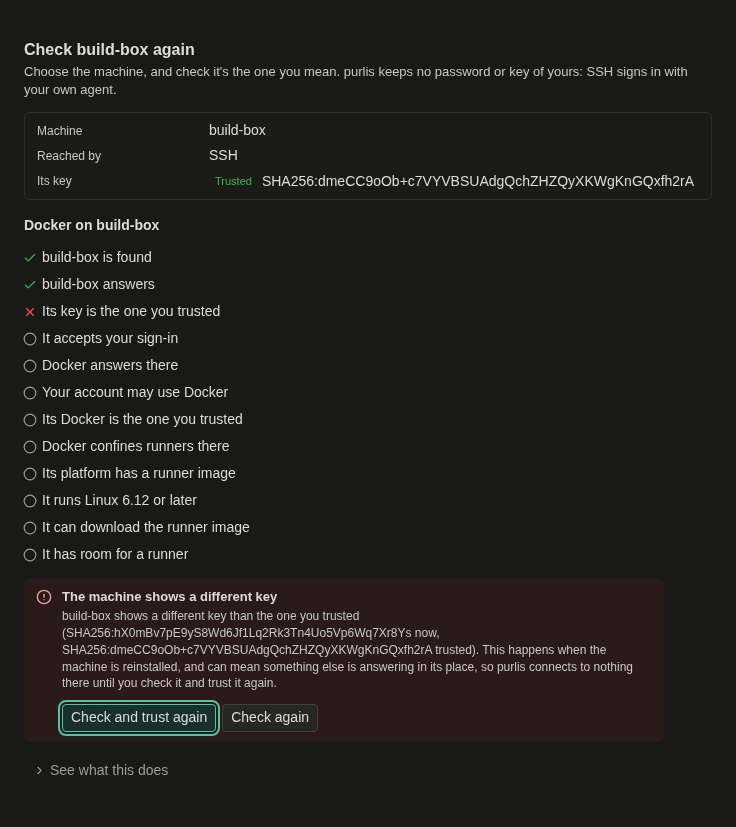 Check build-box again
Choose the machine, and check it's the one you mean. purlis keeps no password or key of yours: SSH signs in with
your own agent.
Machine build-box
Reached by SSH
Its key Trusted SHA256:dmeCC9oOb+c7VYVBSUAdgQchZHZQyXKWgKnGQxfh2rA
Docker on build-box
build-box is found
build-box answers
Its key is the one you trusted
It accepts your sign-in
Docker answers there
Your account may use Docker
Its Docker is the one you trusted
Docker confines runners there
Its platform has a runner image
It runs Linux 6.12 or later
It can download the runner image
It has room for a runner
The machine shows a different key
build-box shows a different key than the one you trusted
(SHA256:hX0mBv7pE9yS8Wd6Jf1Lq2Rk3Tn4Uo5Vp6Wq7Xr8Ys now,
SHA256:dmeCC9oOb+c7VYVBSUAdgQchZHZQyXKWgKnGQxfh2rA trusted). This happens when the
machine is reinstalled, and can mean something else is answering in its place, so purlis connects to nothing
there until you check it and trust it again.
Check and trust again Check again
See what this does